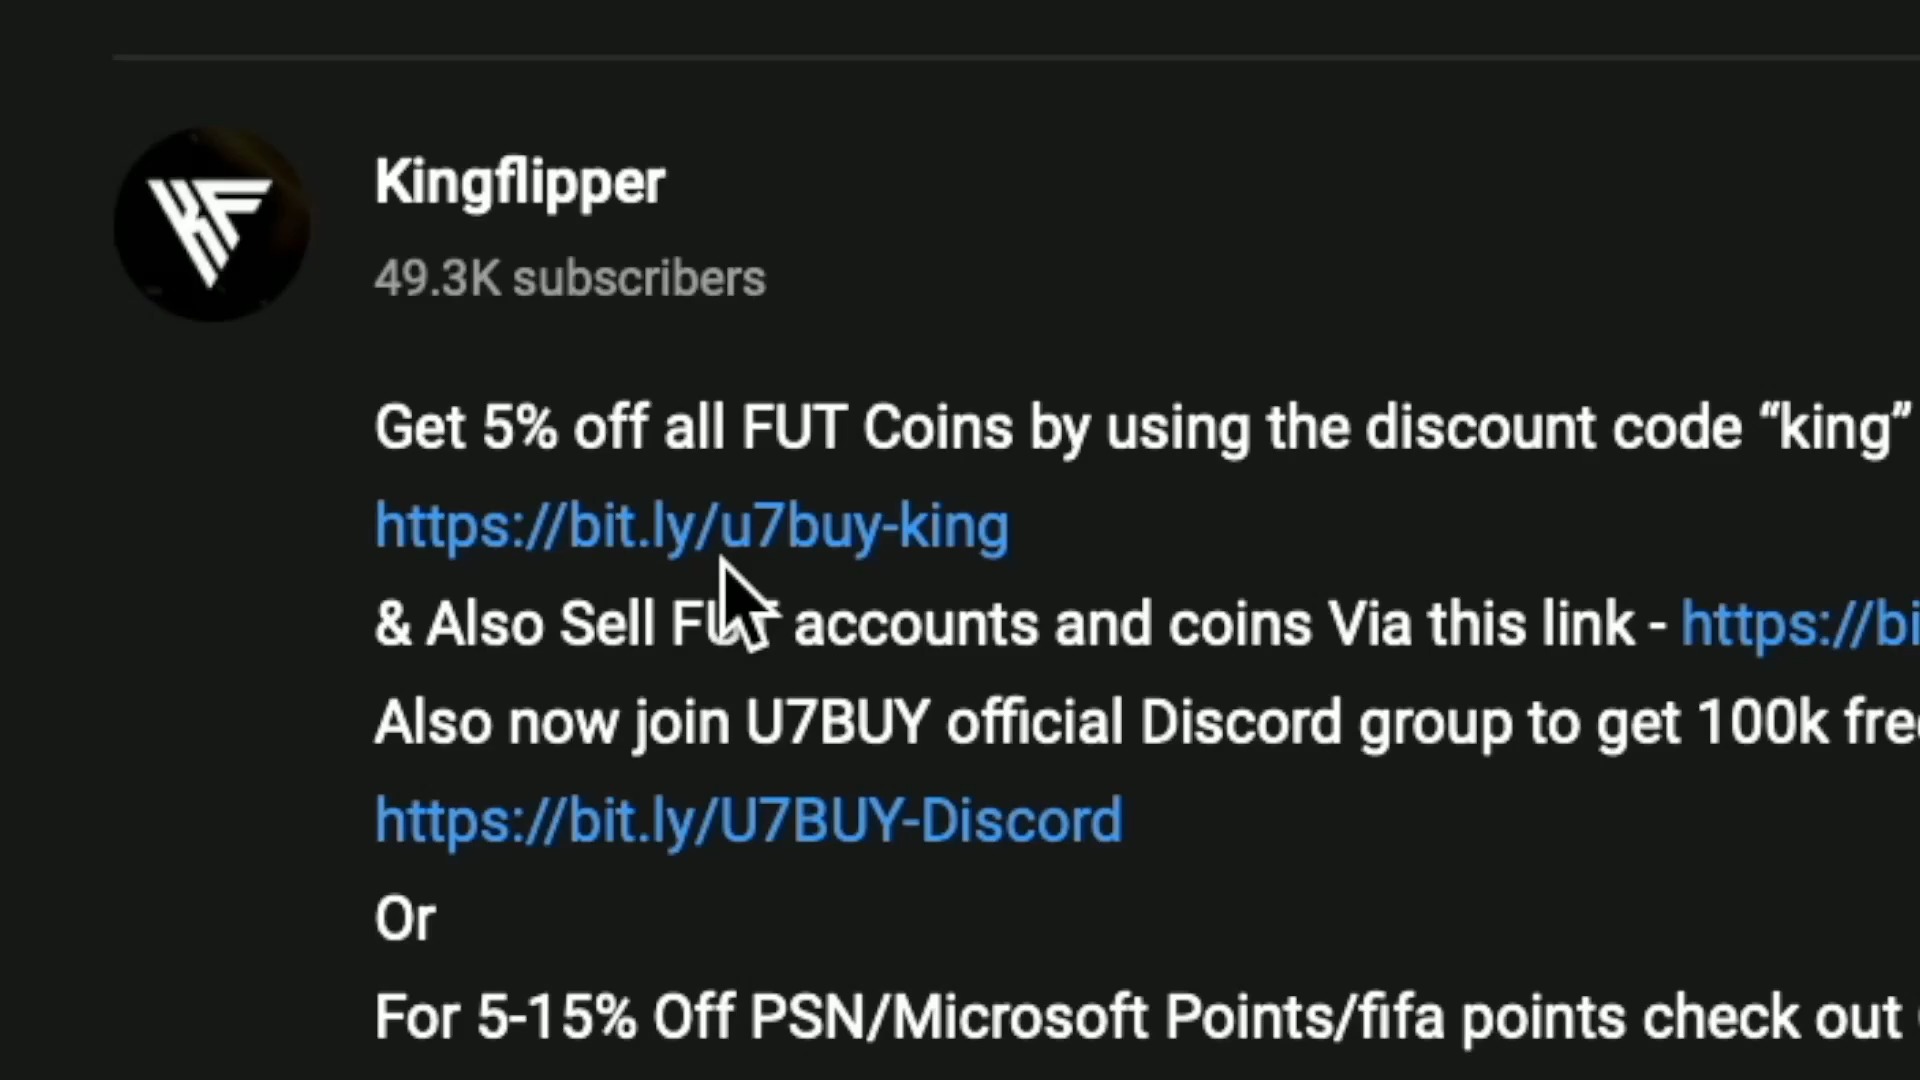 KF
Kingflipper
49.3K subscribers
Get 5% off all FUT Coins by using the discount code “king”
https://bit.ly/u7buy-king
& Also Sell FUT accounts and coins Via this link - https://bi
Also now join U7BUY official Discord group to get 100k free
https://bit.ly/U7BUY-Discord
Or
For 5-15% Off PSN/Microsoft Points/fifa points check out